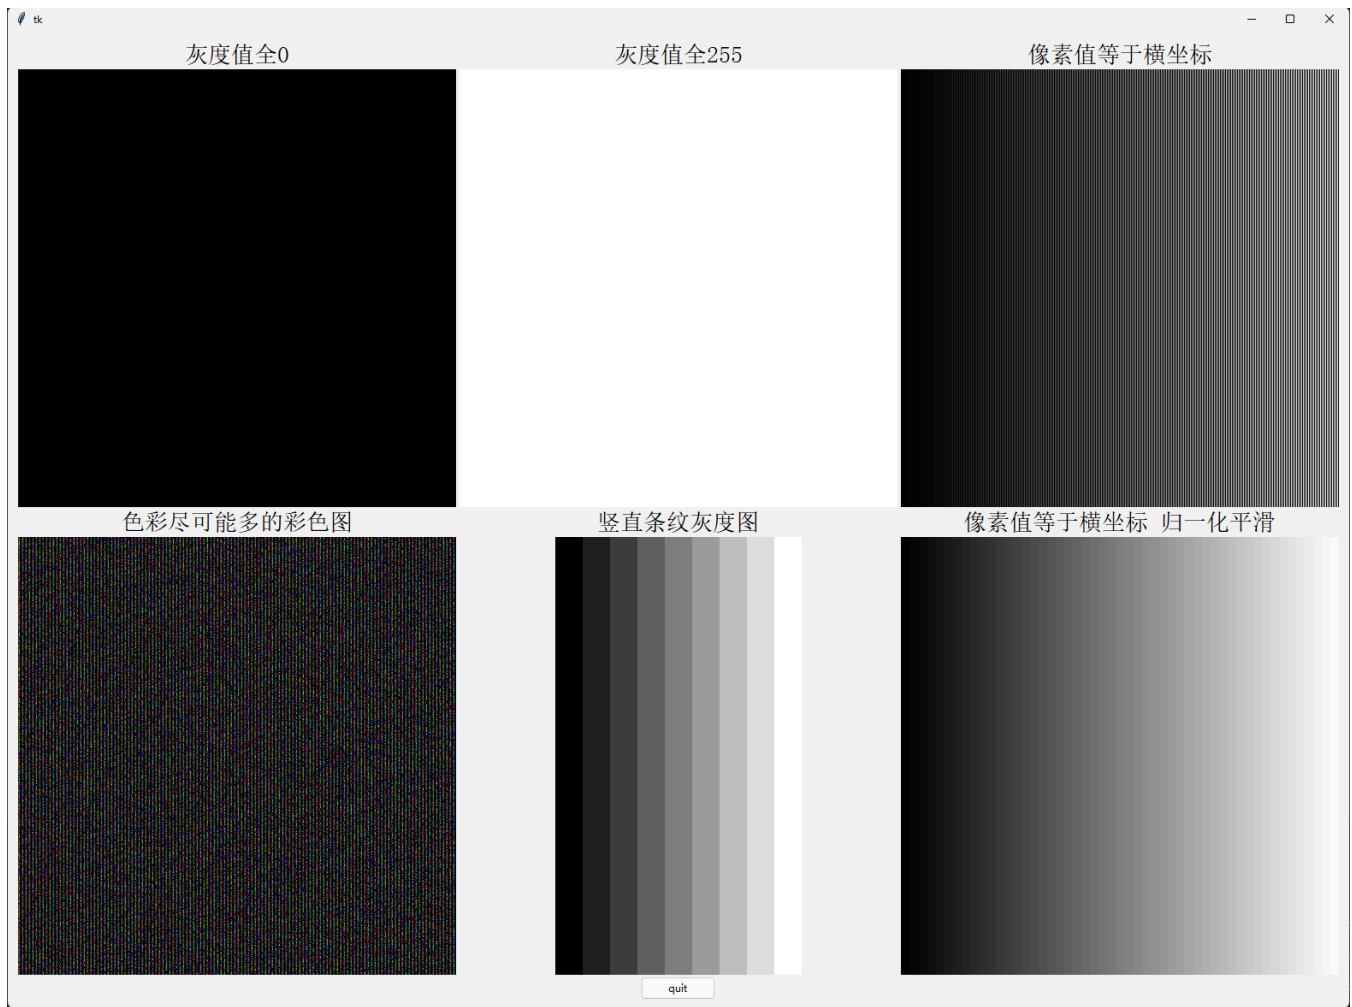 tk
灰度值全0
灰度值全255
像素值等于横坐标
色彩尽可能多的彩色图
竖直条纹灰度图
像素值等于横坐标 归一化平滑
quit